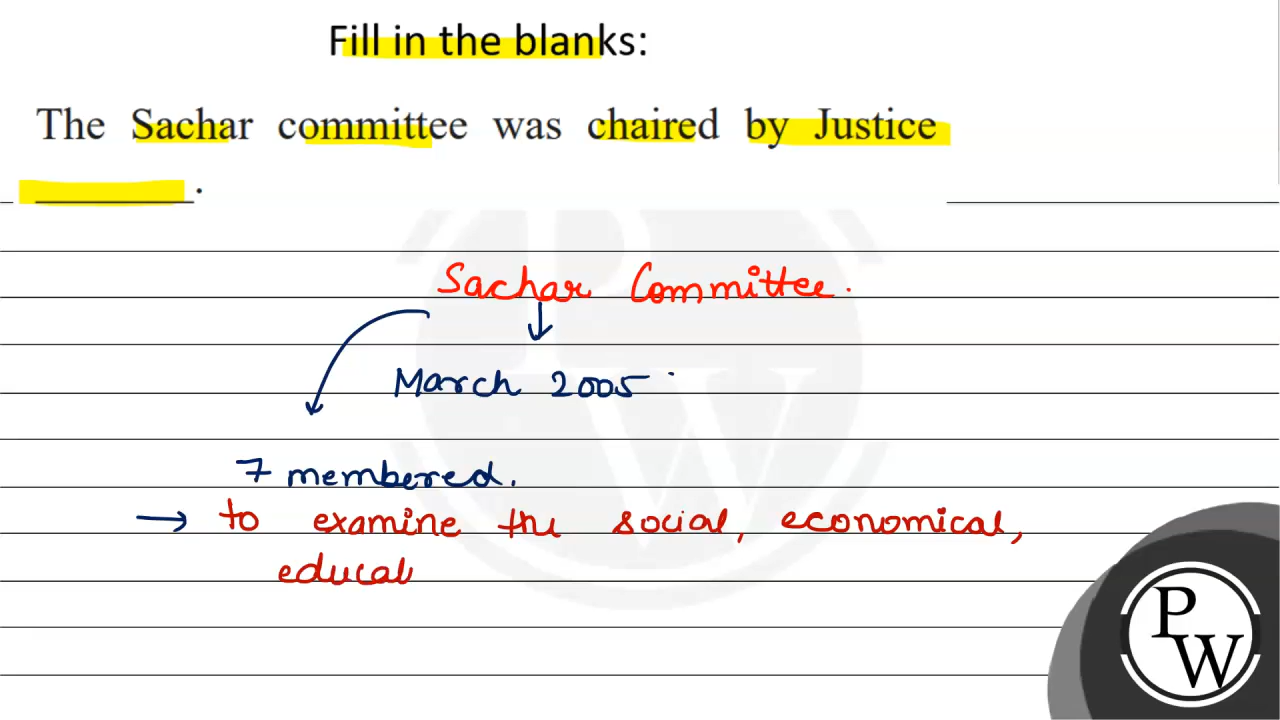 Fill in the blanks:
The Sachar committee was chaired by Justice
________.
Sachar Committee.
March 2005
7 membered.
→ to examine the social, economical,
educat
PW